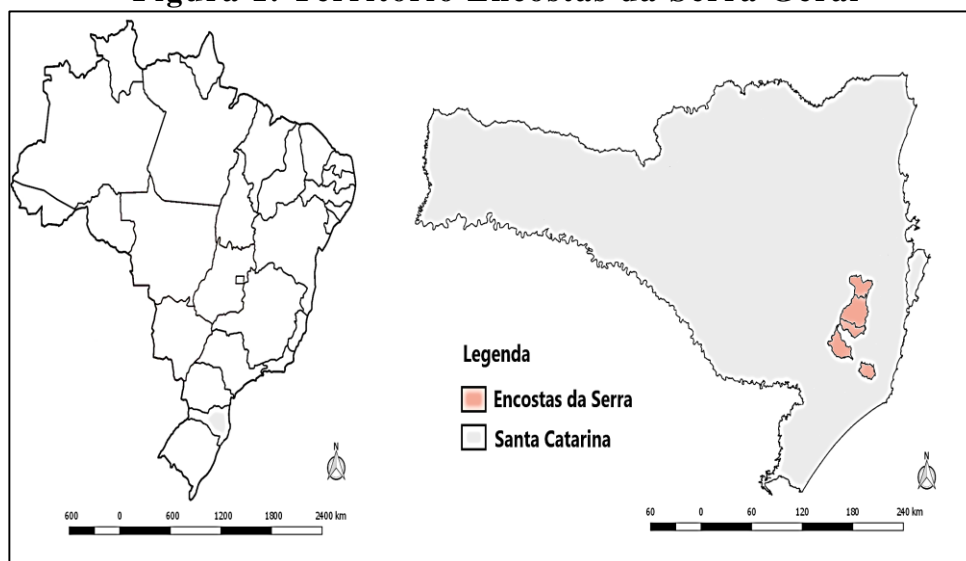 Figura 1: Território Encostas da Serra Geral
Legenda
Encostas da Serra
Santa Catarina
N
600 0 600 1200 1800 2400 km
N
60 0 60 120 180 240 km